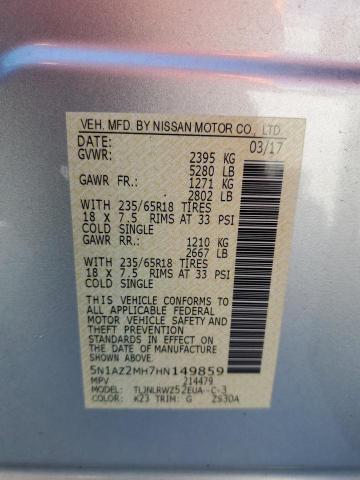 VEH. MFD. BY NISSAN MOTOR CO., LTD.
DATE: 03/17
GVWR: 2395 KG
5280 LB
GAWR FR.: 1271 KG
2802 LB
WITH 235/65R18 TIRES
18 x 7.5 RIMS AT 33 PSI
COLD SINGLE
GAWR RR.: 1210 KG
2667 LB
WITH 235/65R18 TIRES
18 x 7.5 RIMS AT 33 PSI
COLD SINGLE
THIS VEHICLE CONFORMS TO
ALL APPLICABLE FEDERAL
MOTOR VEHICLE SAFETY
STANDARDS IN EFFECT ON
THE DATE OF MANUFACTURE
SHOWN ABOVE
5N1AZ2MH7HN149859
MPV 214479
MODEL: TLJNLRWZ52EUA--C-3
COLOR: K23 TRIM: G ZS30A